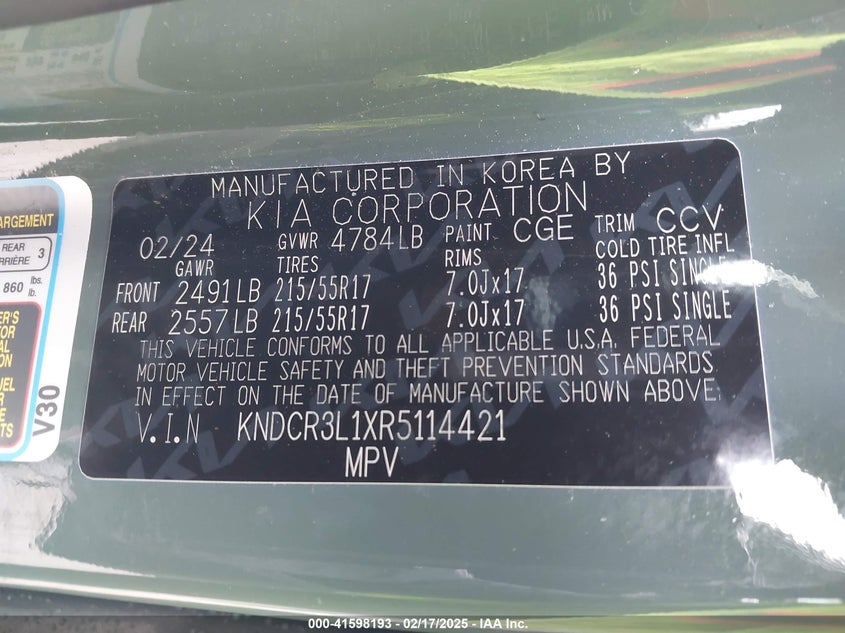 MANUFACTURED IN KOREA BY
KIA CORPORATION
02/24 GVWR 4784LB PAINT CGE TRIM CCV
GAWR TIRES RIMS COLD TIRE INFL
FRONT 2491LB 215/55R17 7.0Jx17 36 PSI SINGLE
REAR 2557LB 215/55R17 7.0Jx17 36 PSI SINGLE
THIS VEHICLE CONFORMS TO ALL APPLICABLE U.S.A. FEDERAL
MOTOR VEHICLE SAFETY AND THEFT PREVENTION STANDARDS
IN EFFECT ON THE DATE OF MANUFACTURE SHOWN ABOVE.
V.I.N KNDCR3L1XR5114421
MPV
REAR 3
860 lbs.
lb.
V30
000-41598193 - 02/17/2025 - IAA Inc.